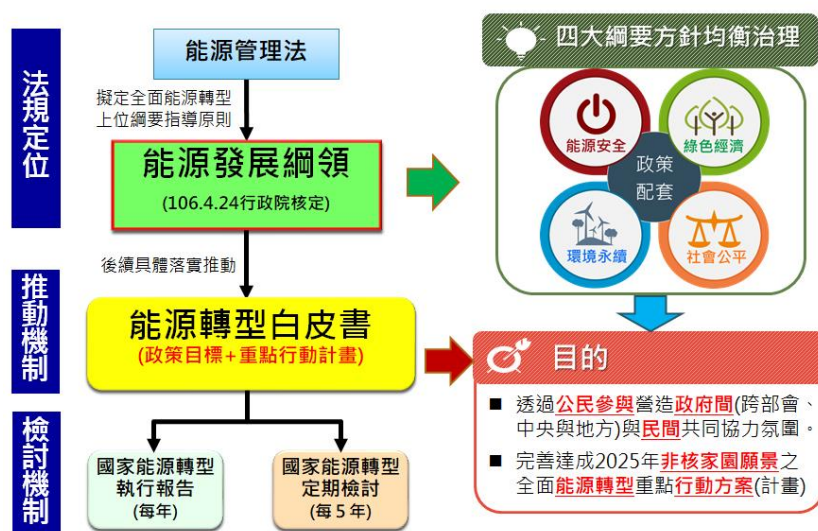 法規定位
能源管理法
擬定全面能源轉型
上位綱要指導原則
能源發展綱領
(106.4.24行政院核定)
四大綱要方針均衡治理
能源安全
綠色經濟
政策
配套
環境永續
社會公平
後續具體落實推動
推動機制
能源轉型白皮書
(政策目標+重點行動計畫)
目的
■ 透過公民參與營造政府間(跨部會、
中央與地方)與民間共同協力氛圍。
■ 完善達成2025年非核家園願景之
全面能源轉型重點行動方案(計畫)
檢討機制
國家能源轉型
執行報告
(每年)
國家能源轉型
定期檢討
(每5年)